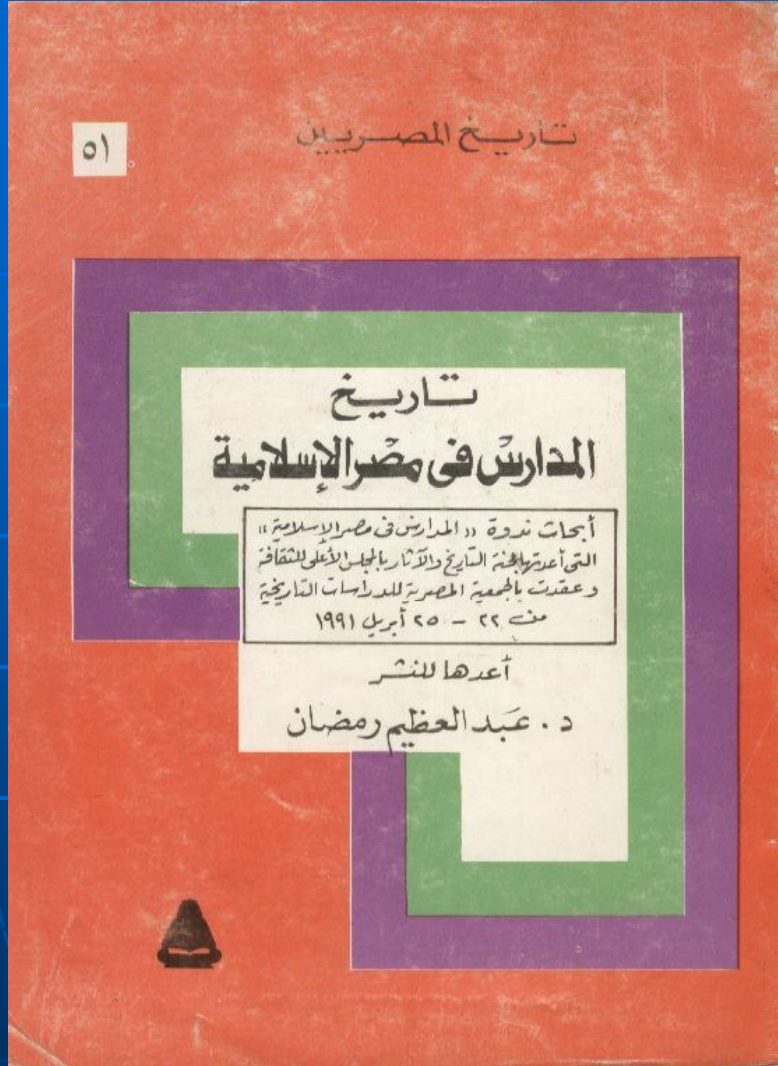 تاريخ المصريين
٥١
تاريخ
المدارس فى مصر الإسلامية
أبحاث ندوة «المدارس فى مصر الإسلامية»
التى أعدتها لجنة التاريخ والآثار بالمجلس الأعلى للثقافة
وعقدت بالجمعية المصرية للدراسات التاريخية
من ٢٢ - ٢٥ أبريل ١٩٩١
أعدها للنشر
د. عبد العظيم رمضان